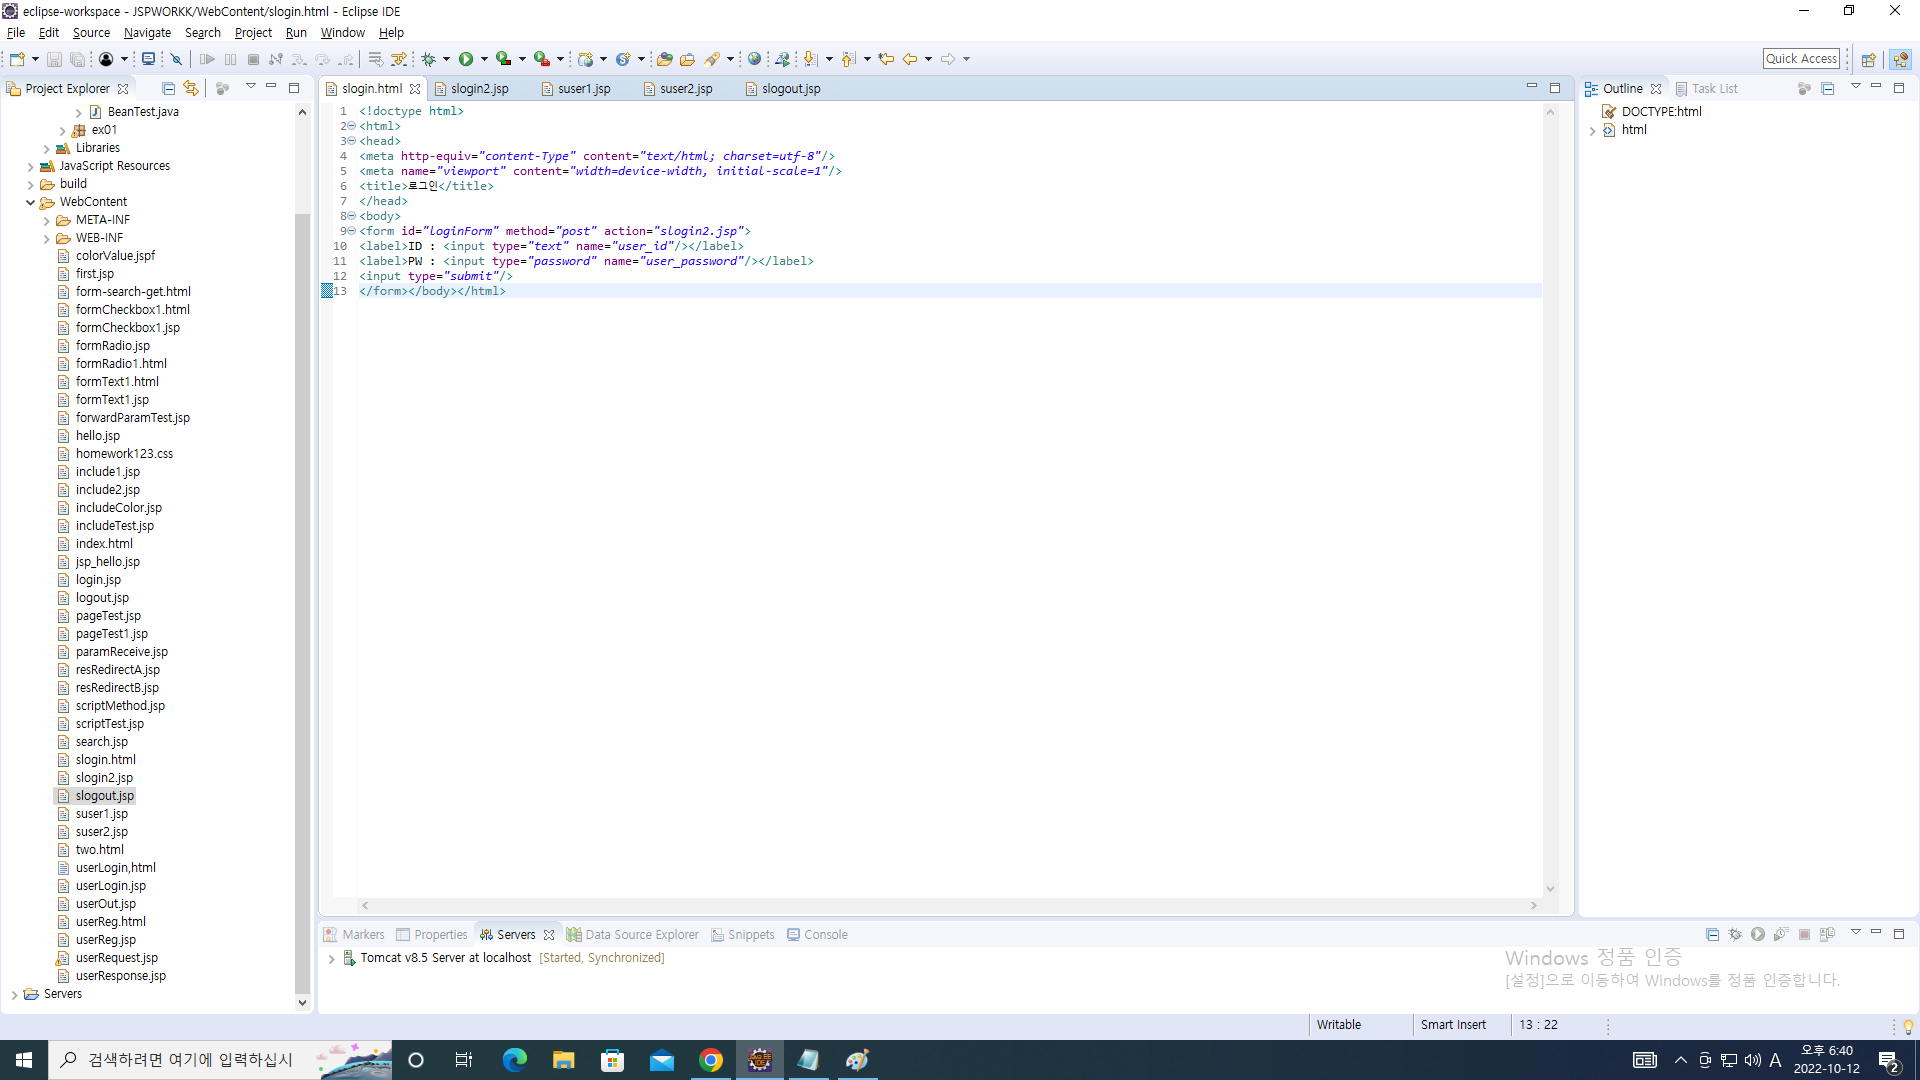 eclipse-workspace - JSPWORKK/WebContent/slogin.html - Eclipse IDE
File Edit Source Navigate Search Project Run Window Help
Quick Access
Project Explorer
BeanTest.java
ex01
Libraries
JavaScript Resources
build
WebContent
META-INF
WEB-INF
colorValue.jspf
first.jsp
form-search-get.html
formCheckbox1.html
formCheckbox1.jsp
formRadio.jsp
formRadio1.html
formText1.html
formText1.jsp
forwardParamTest.jsp
hello.jsp
homework123.css
include1.jsp
include2.jsp
includeColor.jsp
includeTest.jsp
index.html
jsp_hello.jsp
login.jsp
logout.jsp
pageTest.jsp
pageTest1.jsp
paramReceive.jsp
resRedirectA.jsp
resRedirectB.jsp
scriptMethod.jsp
scriptTest.jsp
search.jsp
slogin.html
slogin2.jsp
slogout.jsp
suser1.jsp
suser2.jsp
two.html
userLogin,html
userLogin.jsp
userOut.jsp
userReg.html
userReg.jsp
userRequest.jsp
userResponse.jsp
Servers
slogin.html slogin2.jsp suser1.jsp suser2.jsp slogout.jsp
1 <!doctype html>
2 <html>
3 <head>
4 <meta http-equiv="content-Type" content="text/html; charset=utf-8"/>
5 <meta name="viewport" content="width=device-width, initial-scale=1"/>
6 <title>로그인</title>
7 </head>
8 <body>
9 <form id="loginForm" method="post" action="slogin2.jsp">
10 <label>ID : <input type="text" name="user_id"/></label>
11 <label>PW : <input type="password" name="user_password"/></label>
12 <input type="submit"/>
13 </form></body></html>
Outline Task List
DOCTYPE:html
html
Markers Properties Servers Data Source Explorer Snippets Console
Tomcat v8.5 Server at localhost [Started, Synchronized]
Windows 정품 인증
[설정]으로 이동하여 Windows를 정품 인증합니다.
Writable Smart Insert 13 : 22
검색하려면 여기에 입력하십시
A
오후 6:40
2022-10-12
2